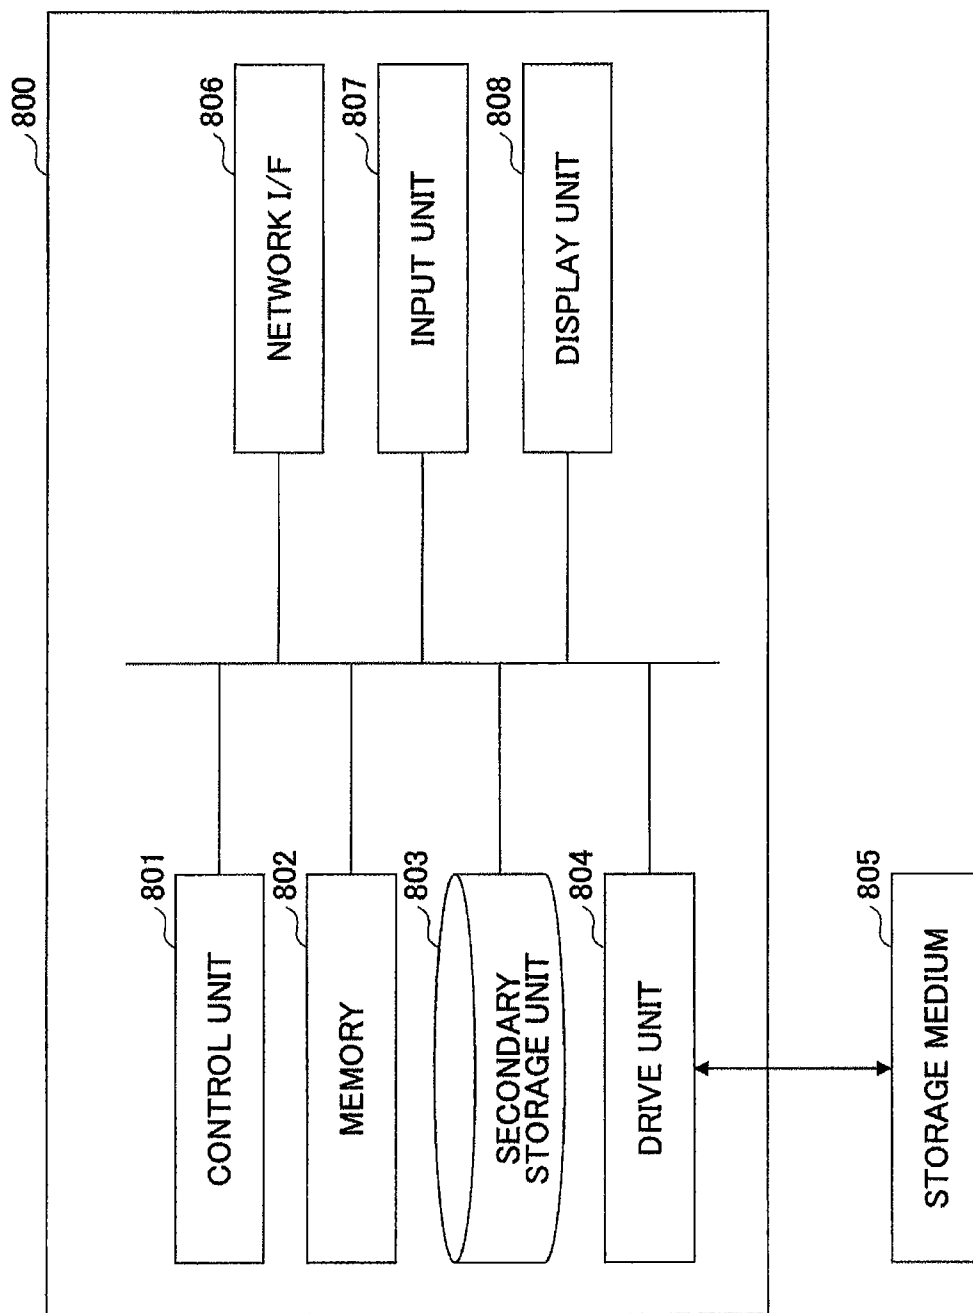 800
801
CONTROL UNIT
802
MEMORY
803
SECONDARY
STORAGE UNIT
804
DRIVE UNIT
805
STORAGE MEDIUM
806
NETWORK I/F
807
INPUT UNIT
808
DISPLAY UNIT